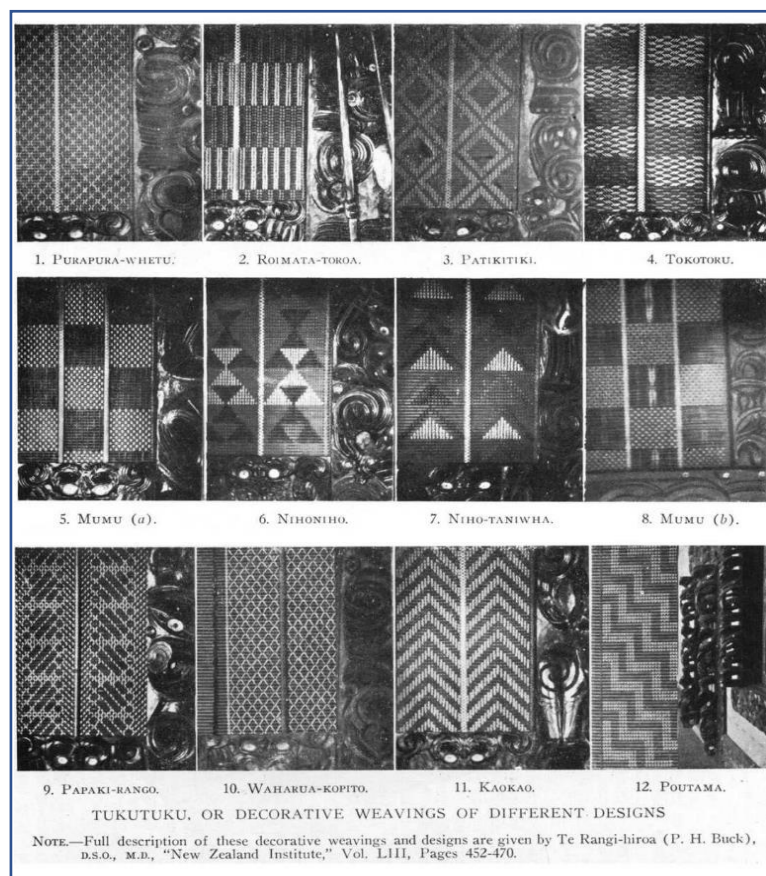 1. PURAPURA-WHETU.
2. ROIMATA-TOROA.
3. PATIKITIKI.
4. TOKOTORU.
5. MUMU (a).
6. NIHONIHO.
7. NIHO-TANIWHA.
8. MUMU (b).
9. PAPAKI-RANGO.
10. WAHARUA-KOPITO.
11. KAOKAO.
12. POUTAMA.
TUKUTUKU, OR DECORATIVE WEAVINGS OF DIFFERENT DESIGNS
NOTE.—Full description of these decorative weavings and designs are given by Te Rangi-hiroa (P. H. Buck),
D.S.O., M.D., "New Zealand Institute," Vol. LIII, Pages 452-470.